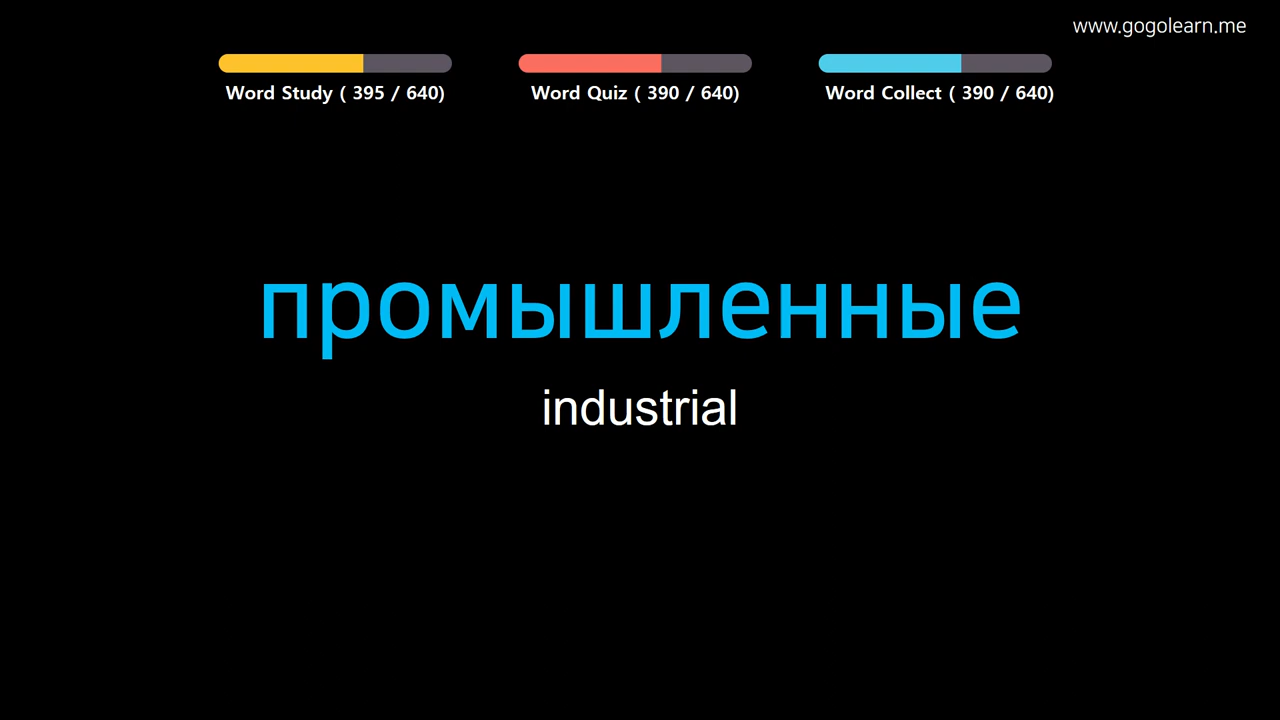 www.gogolearn.me
Word Study ( 395 / 640)
Word Quiz ( 390 / 640)
Word Collect ( 390 / 640)
промышленные
industrial